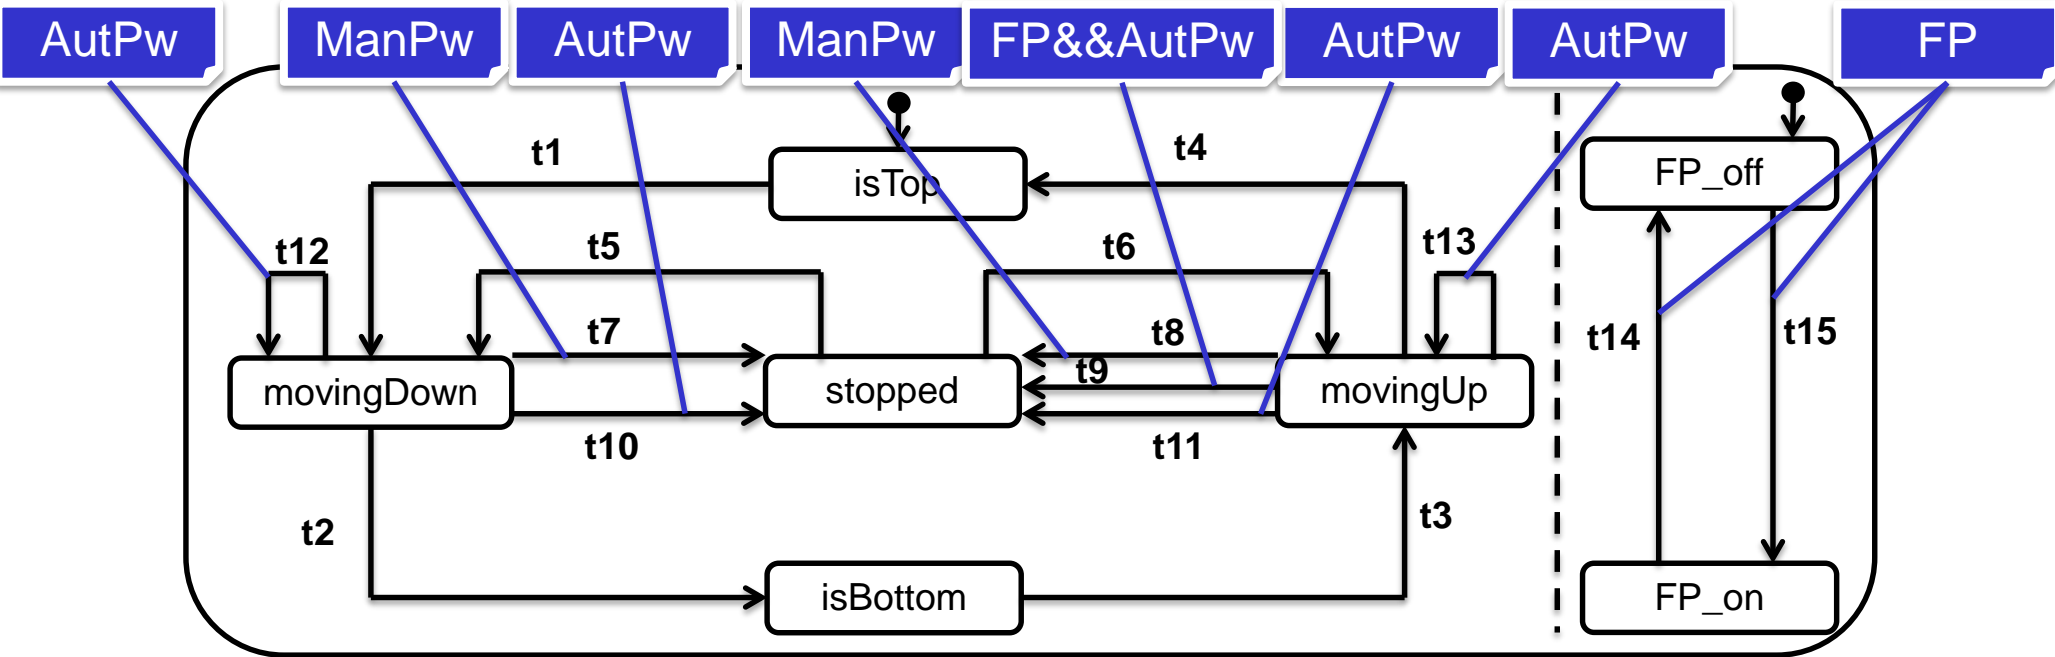 AutPw
ManPw
AutPw
ManPw
FP&&AutPw
AutPw
AutPw
FP
t1
isTop
t4
FP_off
t12
t5
t6
t13
t7
t8
t14
t15
t9
movingDown
stopped
movingUp
t10
t11
t2
t3
isBottom
FP_on